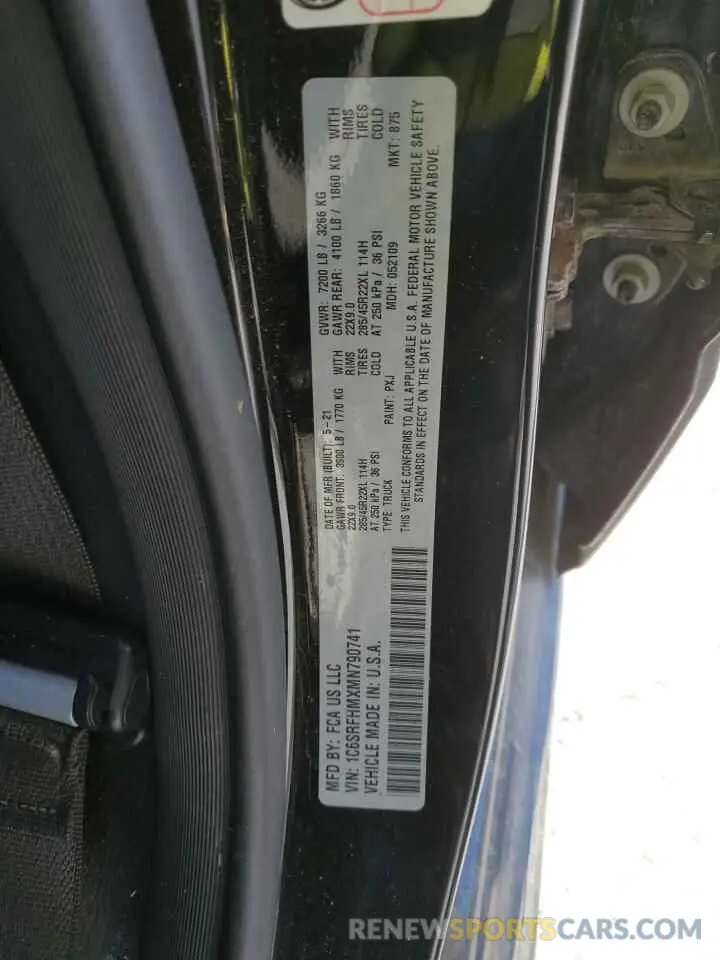 MFD BY: FCA US LLC
DATE OF MFR (BUILT): 5-21
GVWR: 7200 LB / 3266 KG
GAWR FRONT: 3900 LB / 1770 KG WITH
GAWR REAR: 4100 LB / 1860 KG WITH
22X9.0 RIMS
22X9.0 RIMS
285/45R22XL 114H TIRES
285/45R22XL 114H TIRES
AT 250 kPa / 36 PSI COLD
AT 250 kPa / 36 PSI COLD
VIN: 1C6SRFHMXMN790741
TYPE: TRUCK PAINT: PXJ MDH: 052109 MKT: 875
VEHICLE MADE IN: U.S.A.
THIS VEHICLE CONFORMS TO ALL APPLICABLE U.S.A. FEDERAL MOTOR VEHICLE SAFETY
STANDARDS IN EFFECT ON THE DATE OF MANUFACTURE SHOWN ABOVE.
RENEWSPORTSCARS.COM